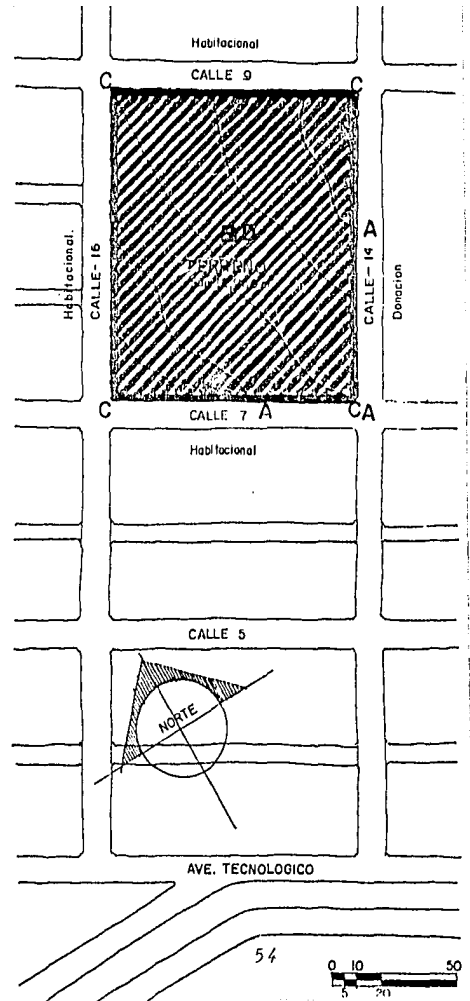 Habitacional
CALLE 9
C
C
A
TERRENO
Habitacional.
CALLE-16
CALLE-14
Donacion
C
A
CA
CALLE 7
Habitacional
CALLE 5
NORTE
AVE. TECNOLOGICO
54
0 10 50
5 20